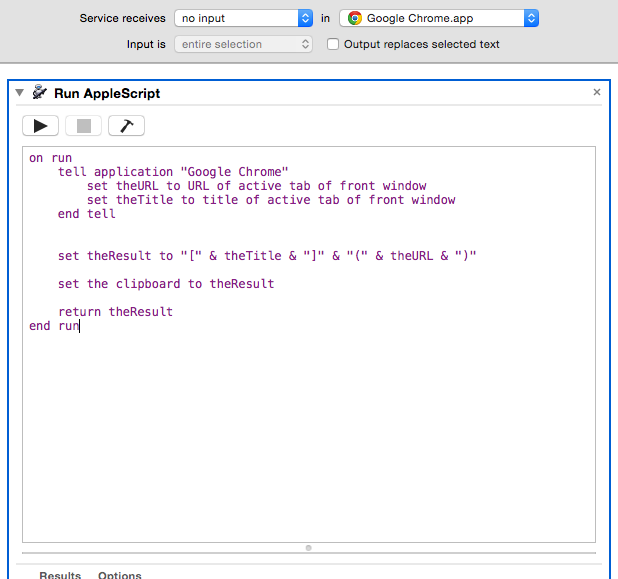 Service receives no input in Google Chrome.app
Input is entire selection Output replaces selected text
Run AppleScript
on run
    tell application "Google Chrome"
        set theURL to URL of active tab of front window
        set theTitle to title of active tab of front window
    end tell
    set theResult to "[" & theTitle & "]" & "(" & theURL & ")"
    set the clipboard to theResult
    return theResult
end run
Results Options